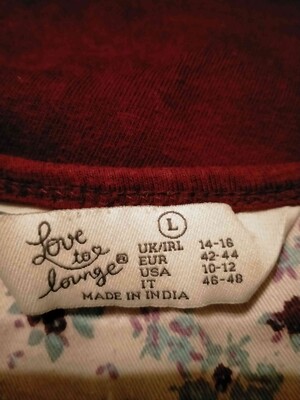 Love
to
lounge®
L
UK/IRL 14-16
EUR 42-44
USA 10-12
IT 46-48
MADE IN INDIA